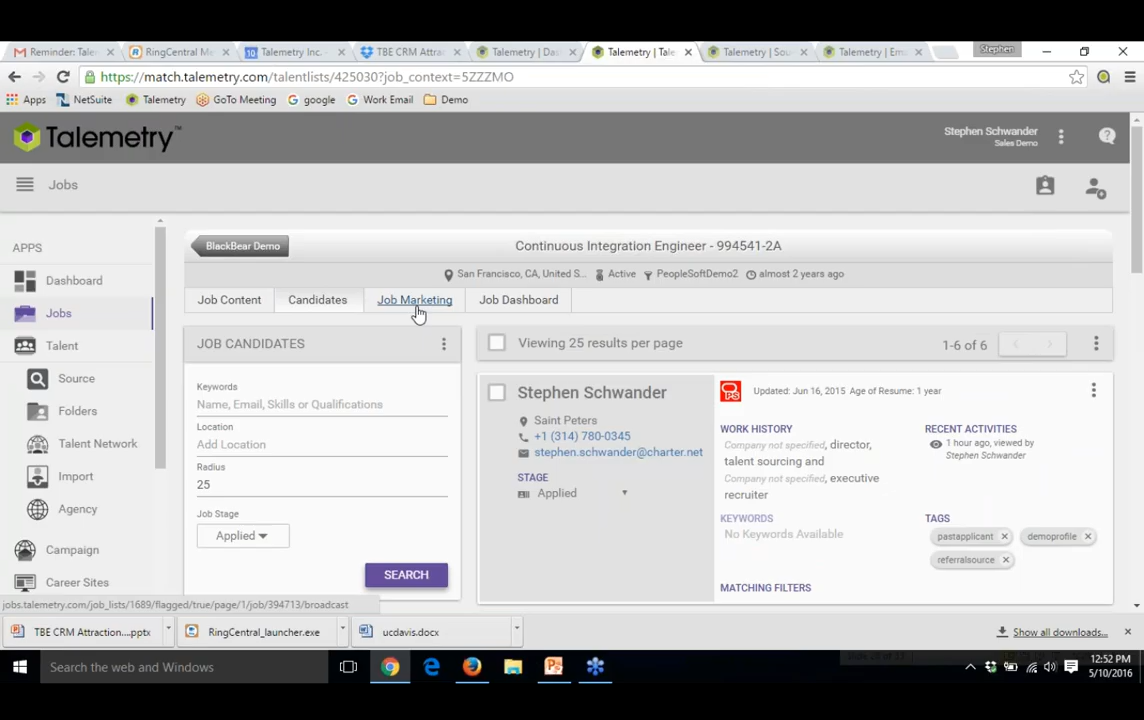 Reminder: Talem
RingCentral Me
Talemetry Inc. -
TBE CRM Attrac
Talemetry | Das
Talemetry | Tale
Talemetry | Sou
Talemetry | Em
Stephen
https://match.talemetry.com/talentlists/425030?job_context=5ZZZMO
Apps
NetSuite
Talemetry
GoTo Meeting
google
Work Email
Demo
Talemetry™
Stephen Schwander
Sales Demo
Jobs
APPS
Dashboard
Jobs
Talent
Source
Folders
Talent Network
Import
Agency
Campaign
Career Sites
BlackBear Demo
Continuous Integration Engineer - 994541-2A
San Francisco, CA, United S...
Active
PeopleSoftDemo2
almost 2 years ago
Job Content
Candidates
Job Marketing
Job Dashboard
JOB CANDIDATES
Keywords
Name, Email, Skills or Qualifications
Location
Add Location
Radius
25
Job Stage
Applied
SEARCH
Viewing 25 results per page
1-6 of 6
Stephen Schwander
Saint Peters
+1 (314) 780-0345
stephen.schwander@charter.net
STAGE
Applied
Updated: Jun 16, 2015 Age of Resume: 1 year
WORK HISTORY
Company not specified, director,
talent sourcing and
Company not specified, executive
recruiter
KEYWORDS
No Keywords Available
MATCHING FILTERS
RECENT ACTIVITIES
1 hour ago, viewed by
Stephen Schwander
TAGS
pastapplicant
demoprofile
referralsource
jobs.talemetry.com/job_lists/1689/flagged/true/page/1/job/394713/broadcast
TBE CRM Attraction....pptx
RingCentral_launcher.exe
ucdavis.docx
Show all downloads...
Search the web and Windows
12:52 PM
5/10/2016